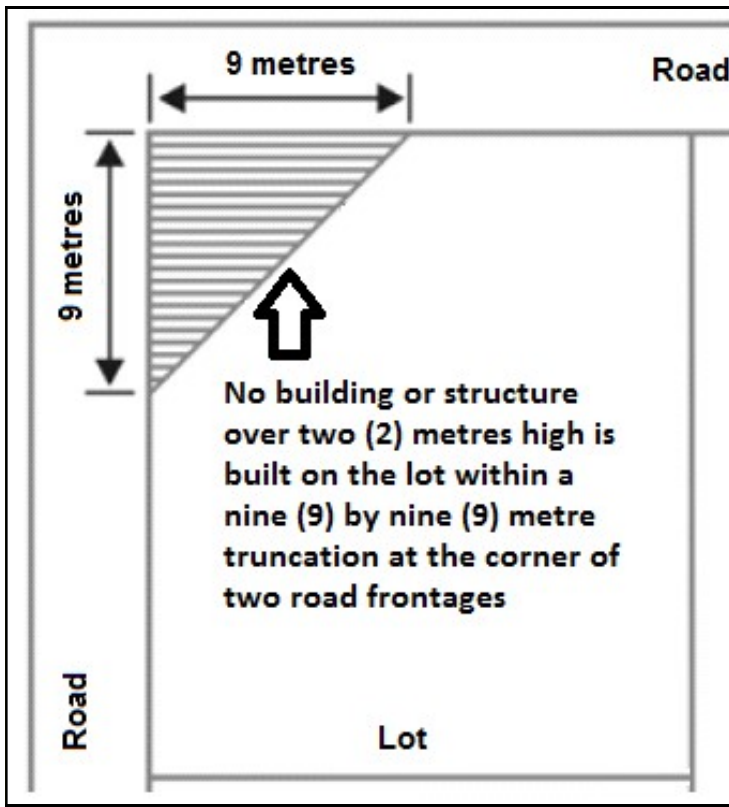 9 metres
Road
9 metres
No building or structure
over two (2) metres high is
built on the lot within a
nine (9) by nine (9) metre
truncation at the corner of
two road frontages
Road
Lot